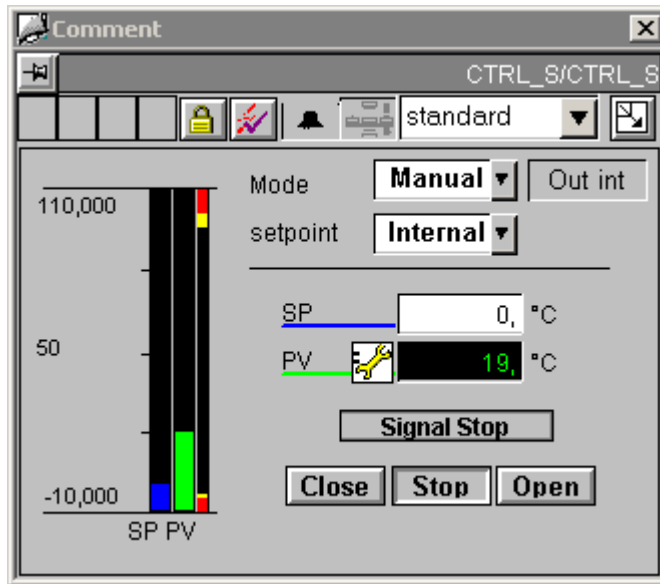 Comment
CTRL_S/CTRL_S
standard
Mode Manual Out int
110,000
setpoint Internal
SP 0, °C
50
PV 19, °C
Signal Stop
-10,000
Close Stop Open
SP PV